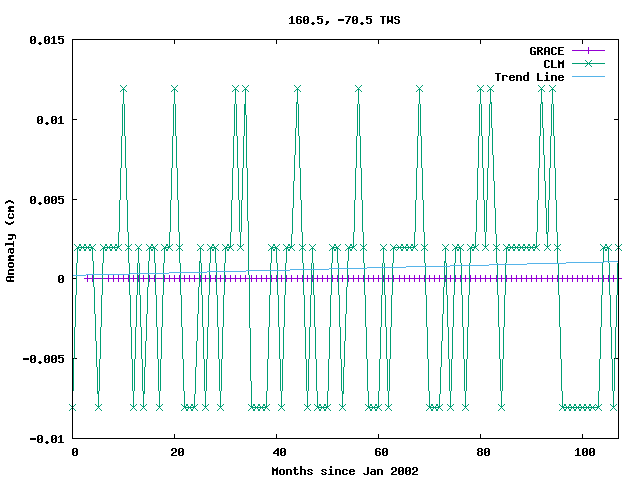 160.5, -70.5 TWS
GRACE
CLM
Trend Line
0.015
0.01
0.005
0
-0.005
-0.01
Anomaly (cm)
0 20 40 60 80 100
Months since Jan 2002